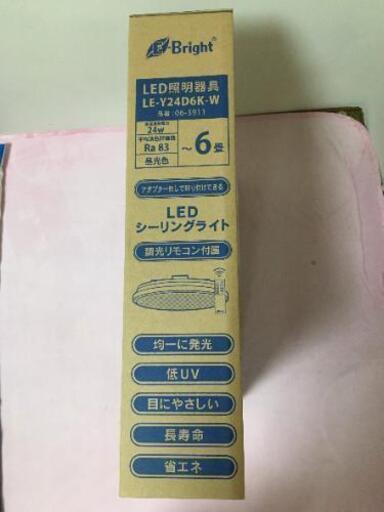 E-Bright®
LED照明器具
LE-Y24D6K-W
品番:06-3911
24w
Ra 83
昼光色
～6畳
アダプター無しで取り付けできる
LED
シーリングライト
調光リモコン付属
均一に発光
低UV
目にやさしい
長寿命
省エネ